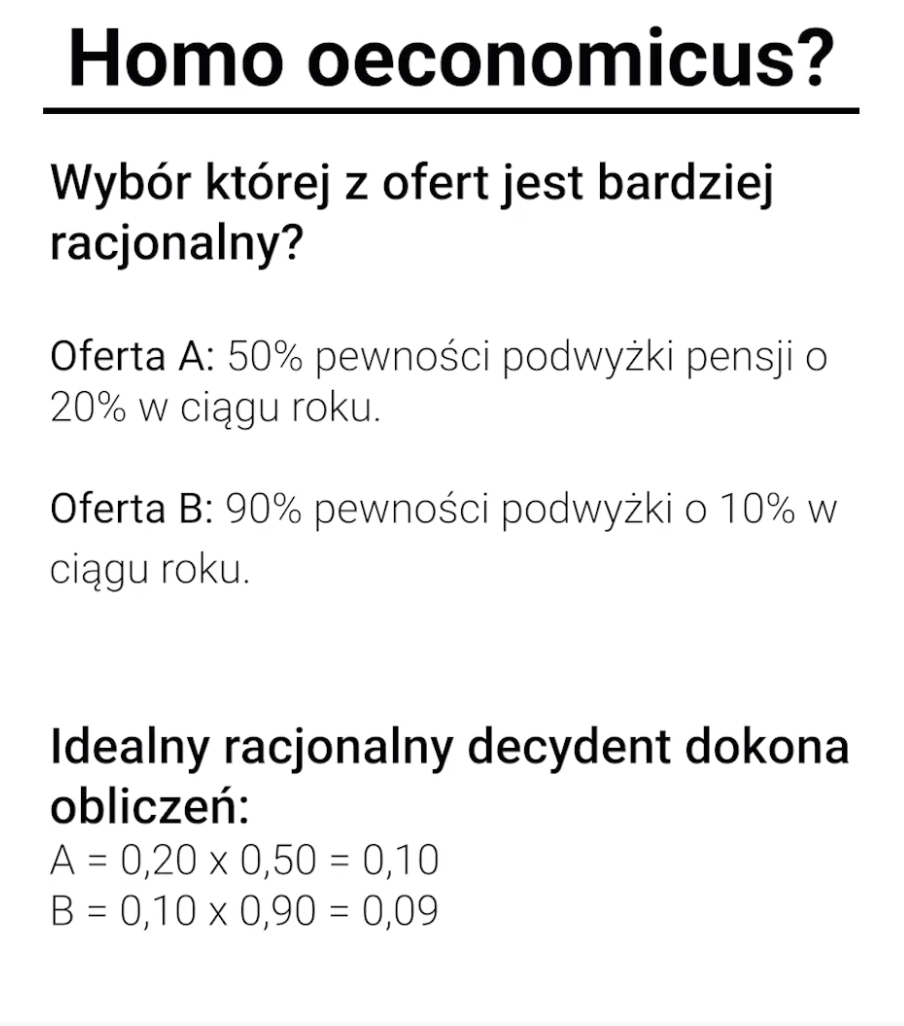 Homo oeconomicus?
Wybór której z ofert jest bardziej
racjonalny?
Oferta A: 50% pewności podwyżki pensji o
20% w ciągu roku.
Oferta B: 90% pewności podwyżki o 10% w
ciągu roku.
Idealny racjonalny decydent dokona
obliczeń:
A = 0,20 x 0,50 = 0,10
B = 0,10 x 0,90 = 0,09